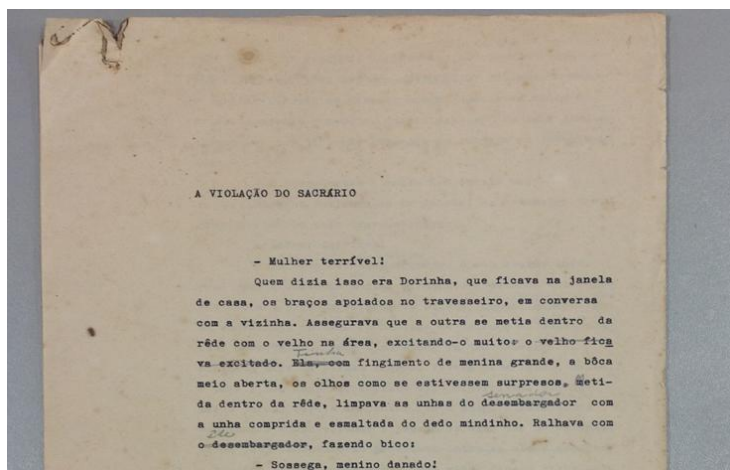 A VIOLAÇÃO DO SACRÁRIO
- Mulher terrível!
Quem dizia isso era Dorinha, que ficava na janela
de casa, os braços apoiados no travesseiro, em conversa
com a vizinha. Assegurava que a outra se metia dentro da
rêde com o velho na área, excitando-o muito: o velho fica
va excitado. Ela, com fingimento de menina grande, a bôca
Tinha
meio aberta, os olhos como se estivessem surpresos. Meti-
da dentro da rêde, limpava as unhas do desembargador com
senador
a unha comprida e esmaltada do dedo mindinho. Ralhava com
o desembargador, fazendo bico:
ele
- Sossega, menino danado!